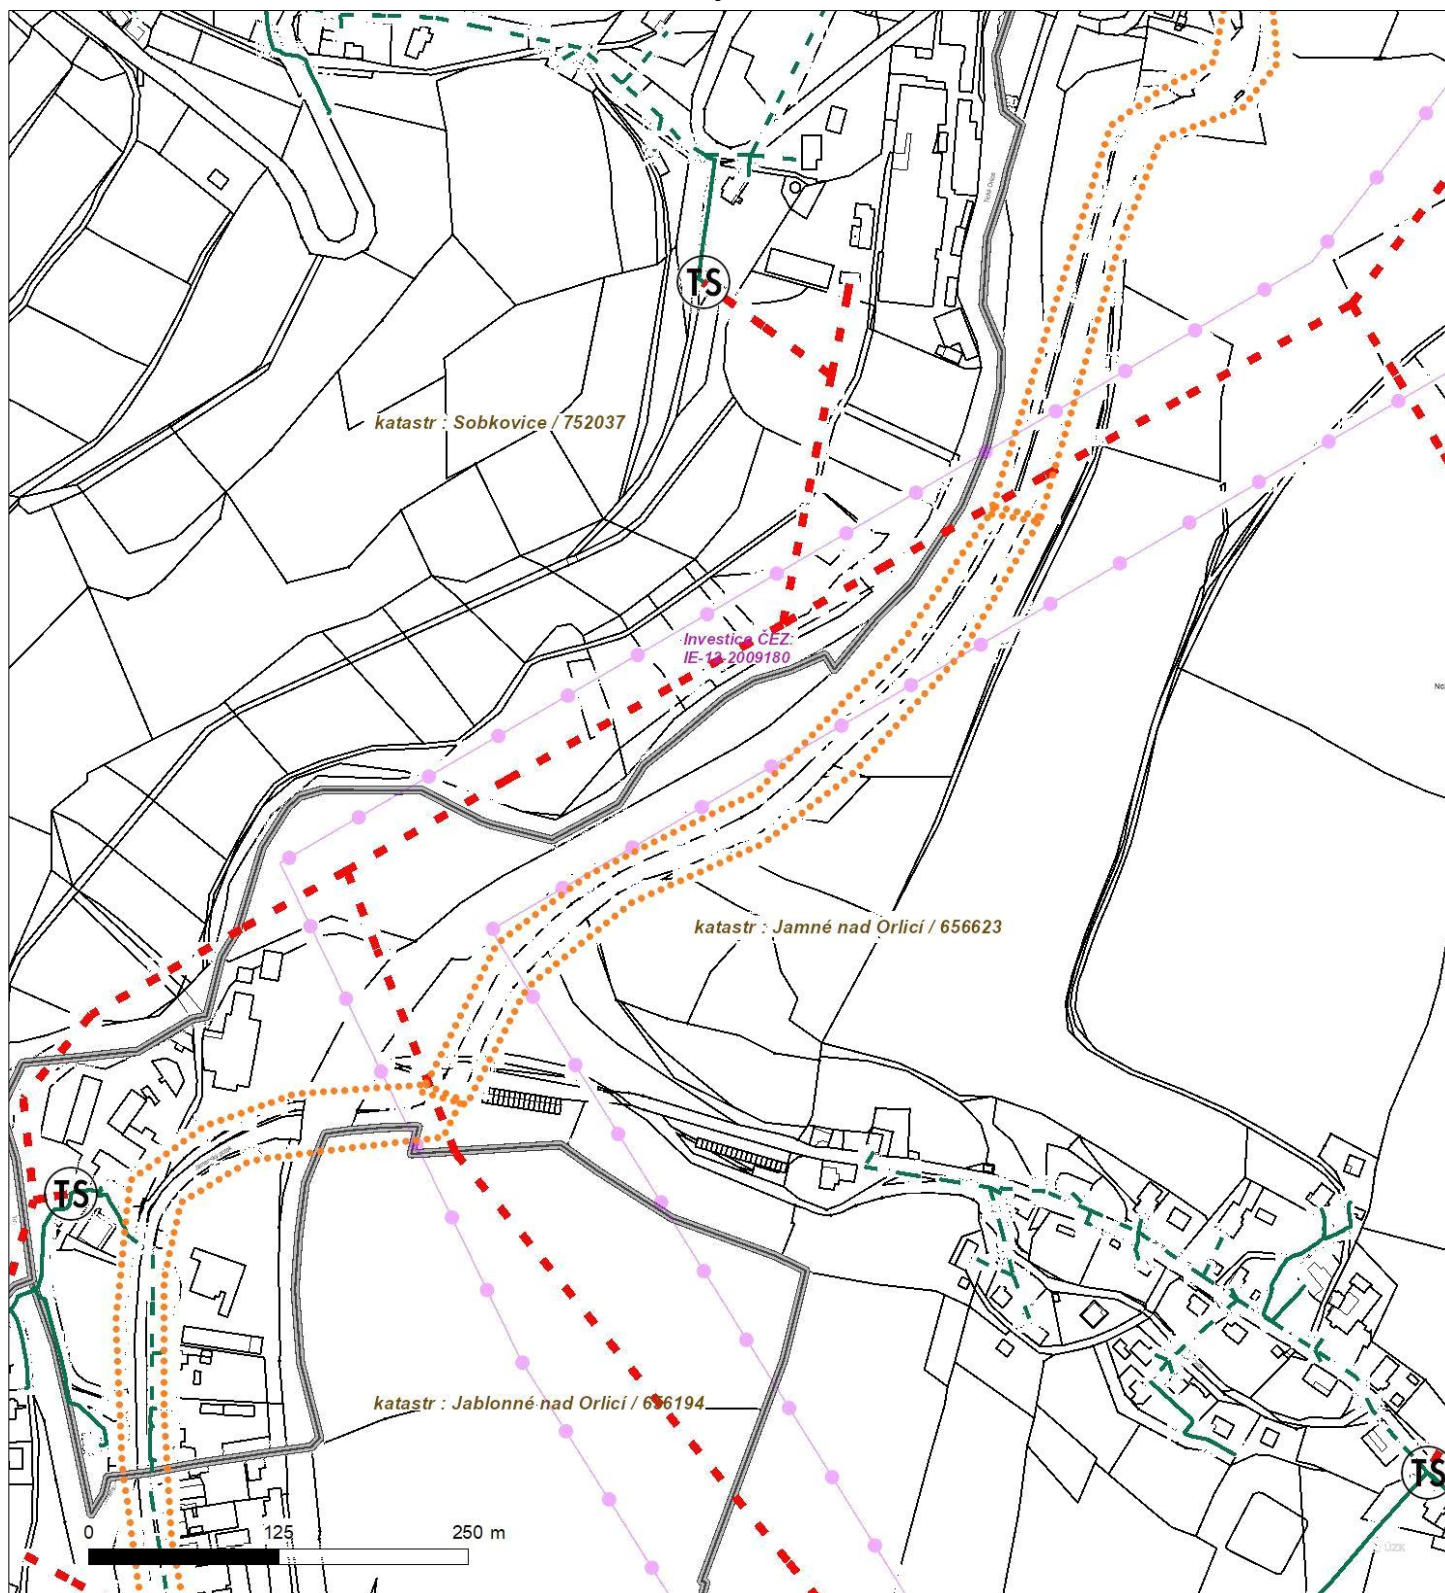 TS
katastr : Sobkovice / 752037
Investice ČEZ:
IE-12-2009180
katastr : Jamné nad Orlicí / 656623
TS
katastr : Jablonné nad Orlicí / 656194
TS
0 125 250 m
ÚZK